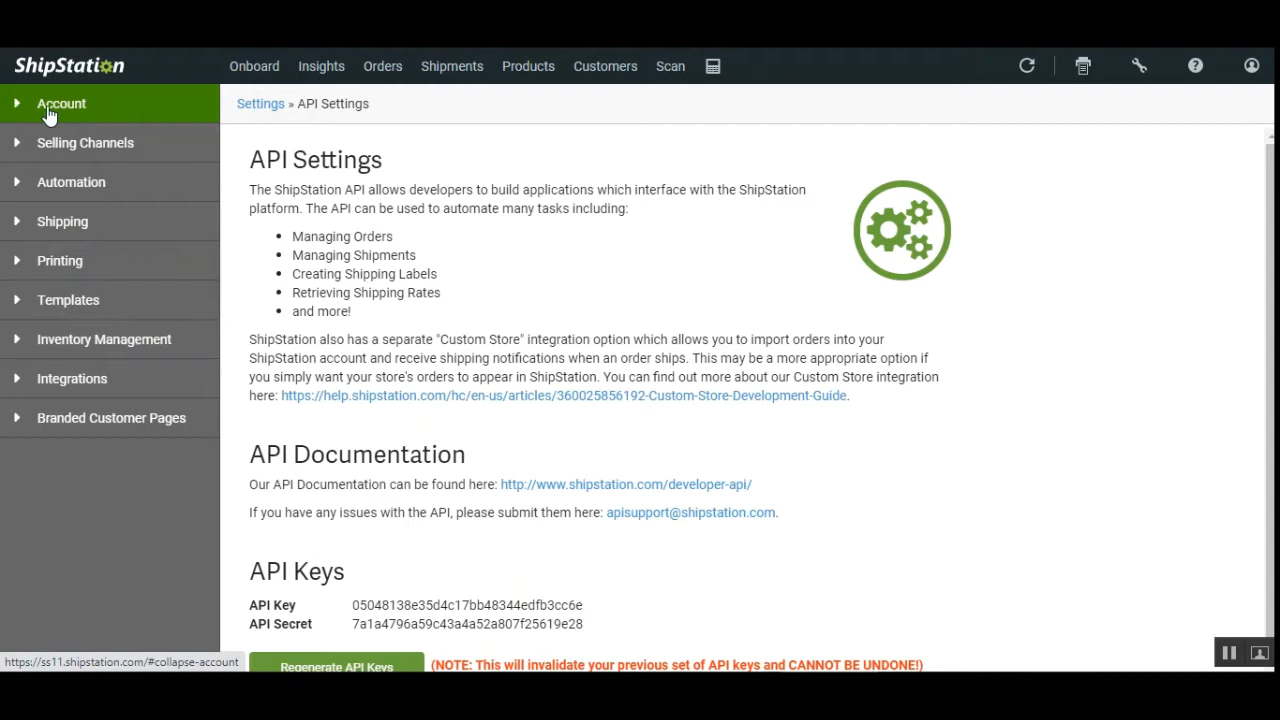 ShipStation
Onboard Insights Orders Shipments Products Customers Scan
Account
Selling Channels
Automation
Shipping
Printing
Templates
Inventory Management
Integrations
Branded Customer Pages
https://ss11.shipstation.com/#collapse-account
Settings » API Settings
API Settings
The ShipStation API allows developers to build applications which interface with the ShipStation
platform. The API can be used to automate many tasks including:
• Managing Orders
• Managing Shipments
• Creating Shipping Labels
• Retrieving Shipping Rates
• and more!
ShipStation also has a separate "Custom Store" integration option which allows you to import orders into your
ShipStation account and receive shipping notifications when an order ships. This may be a more appropriate option if
you simply want your store's orders to appear in ShipStation. You can find out more about our Custom Store integration
here: https://help.shipstation.com/hc/en-us/articles/360025856192-Custom-Store-Development-Guide.
API Documentation
Our API Documentation can be found here: http://www.shipstation.com/developer-api/
If you have any issues with the API, please submit them here: apisupport@shipstation.com.
API Keys
API Key 05048138e35d4c17bb48344edfb3cc6e
API Secret 7a1a4796a59c43a4a52a807f25619e28
Regenerate API Keys (NOTE: This will invalidate your previous set of API keys and CANNOT BE UNDONE!)